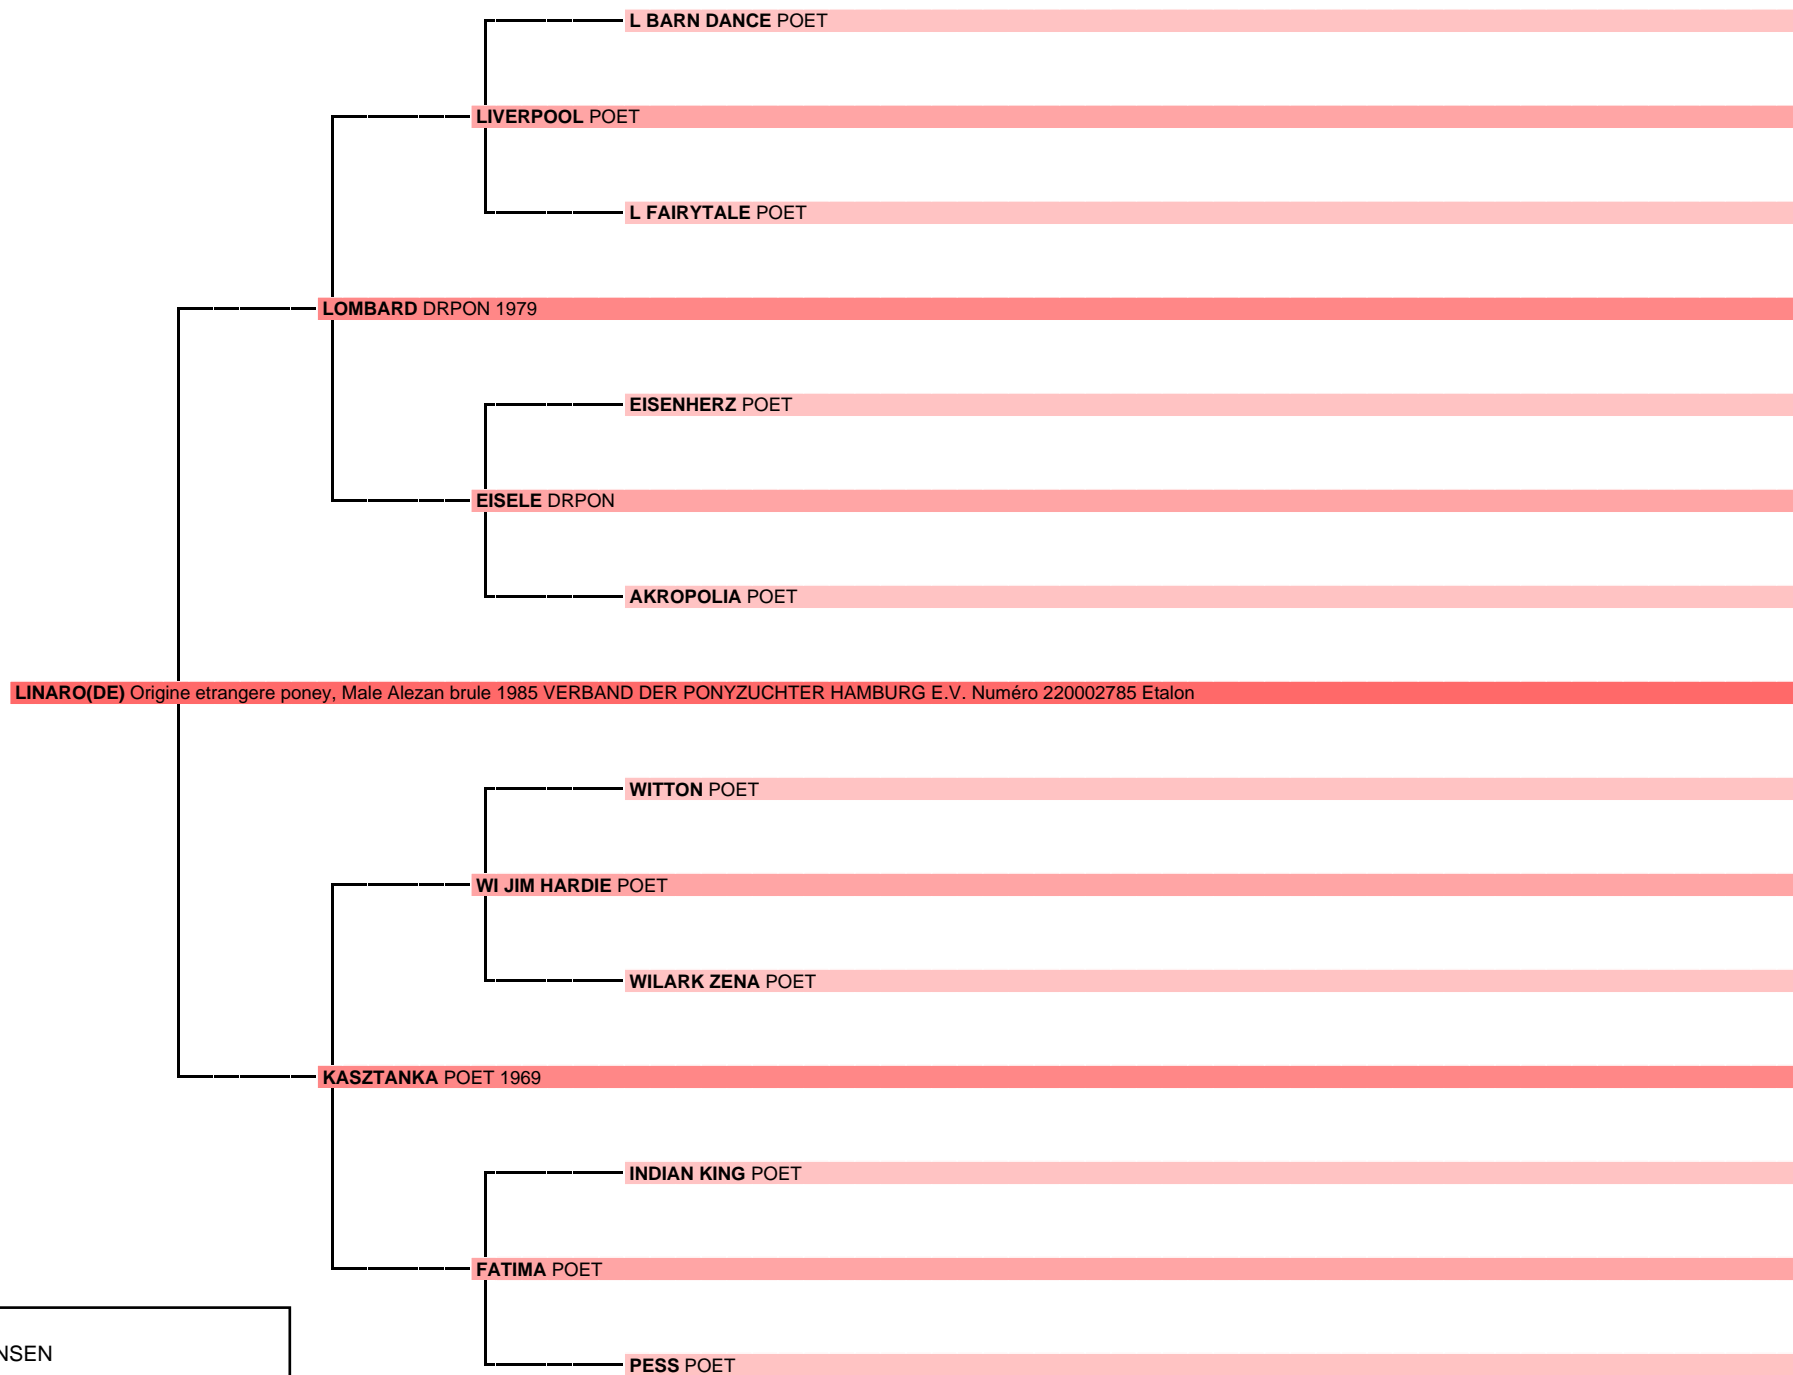 L BARN DANCE POET
LIVERPOOL POET
L FAIRYTALE POET
LOMBARD DRPON 1979
EISENHERZ POET
EISELE DRPON
AKROPOLIA POET
LINARO(DE) Origine etrangere poney, Male Alezan brule 1985 VERBAND DER PONYZUCHTER HAMBURG E.V. Numéro 220002785 Etalon
WITTON POET
WI JIM HARDIE POET
WILARK ZENA POET
KASZTANKA POET 1969
INDIAN KING POET
FATIMA POET
NSEN
PESS POET